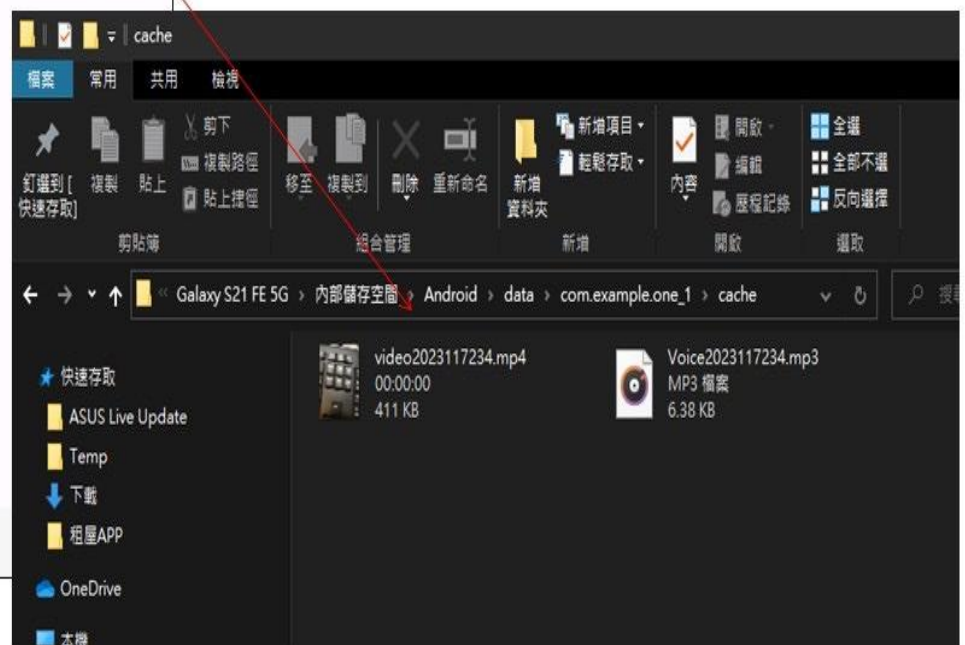 cache
檔案 常用 共用 檢視
釘選到 [
快速存取]
複製
貼上
剪下
複製路徑
貼上捷徑
剪貼簿
移至
複製到
刪除
重新命名
組合管理
新增
資料夾
新增項目
輕鬆存取
新增
內容
開啟
編輯
歷程記錄
開啟
全選
全部不選
反向選擇
選取
« Galaxy S21 FE 5G › 內部儲存空間 › Android › data › com.example.one_1 › cache
快速存取
ASUS Live Update
Temp
下載
租屋APP
OneDrive
本機
video2023117234.mp4
00:00:00
411 KB
Voice2023117234.mp3
MP3 檔案
6.38 KB